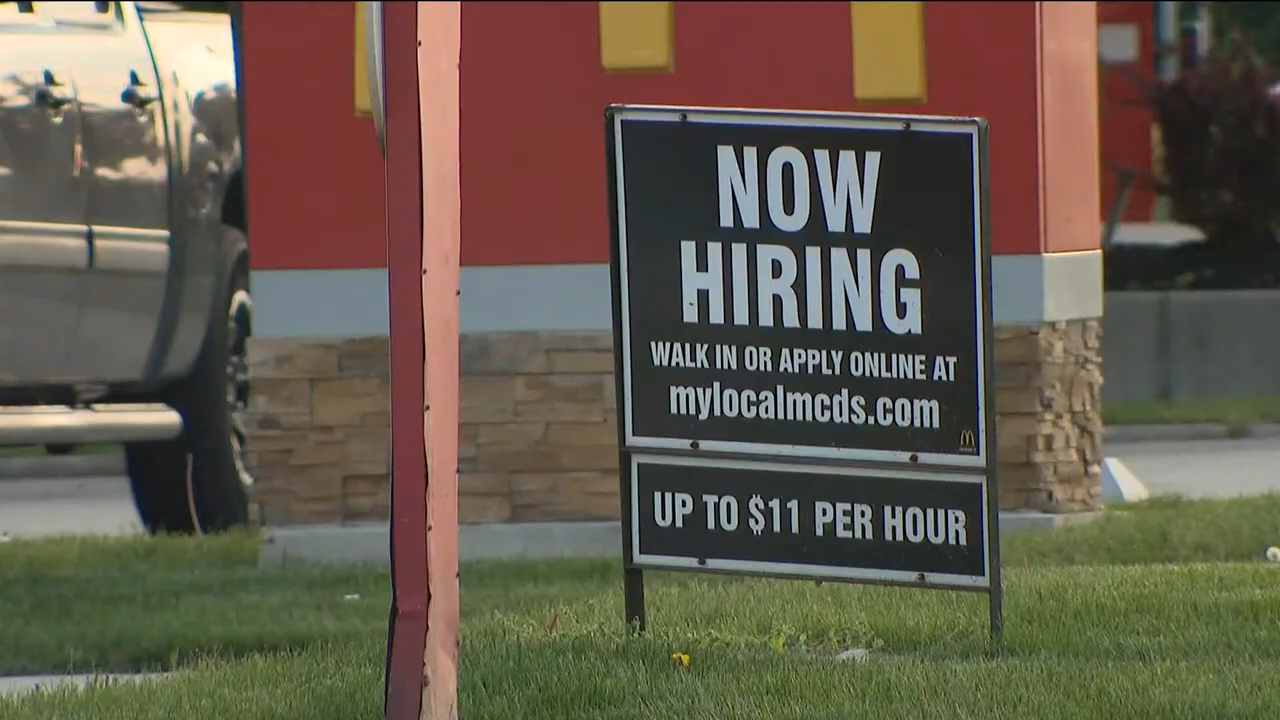 NOW
HIRING
WALK IN OR APPLY ONLINE AT
mylocalmcds.com
UP TO $11 PER HOUR